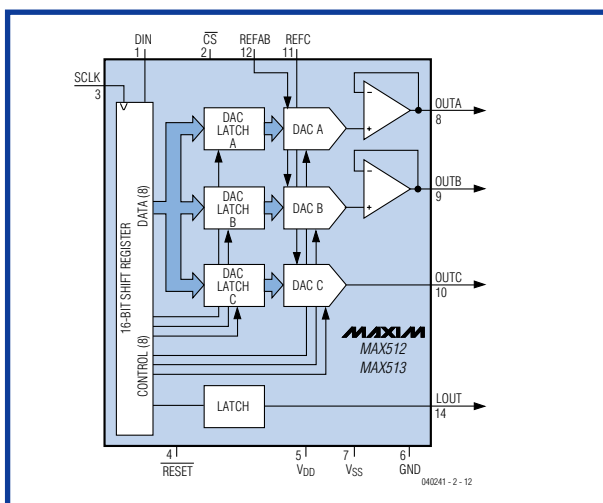 DIN
1
CS
2
REFAB
12
REFC
11
SCLK
3
16-BIT SHIFT REGISTER
DATA (8)
CONTROL (8)
DAC
LATCH
A
DAC A
OUTA
8
DAC
LATCH
B
DAC B
OUTB
9
DAC
LATCH
C
DAC C
OUTC
10
MAXIM
MAX512
MAX513
LATCH
LOUT
14
4
RESET
5
VDD
7
VSS
6
GND
040241 - 2 - 12